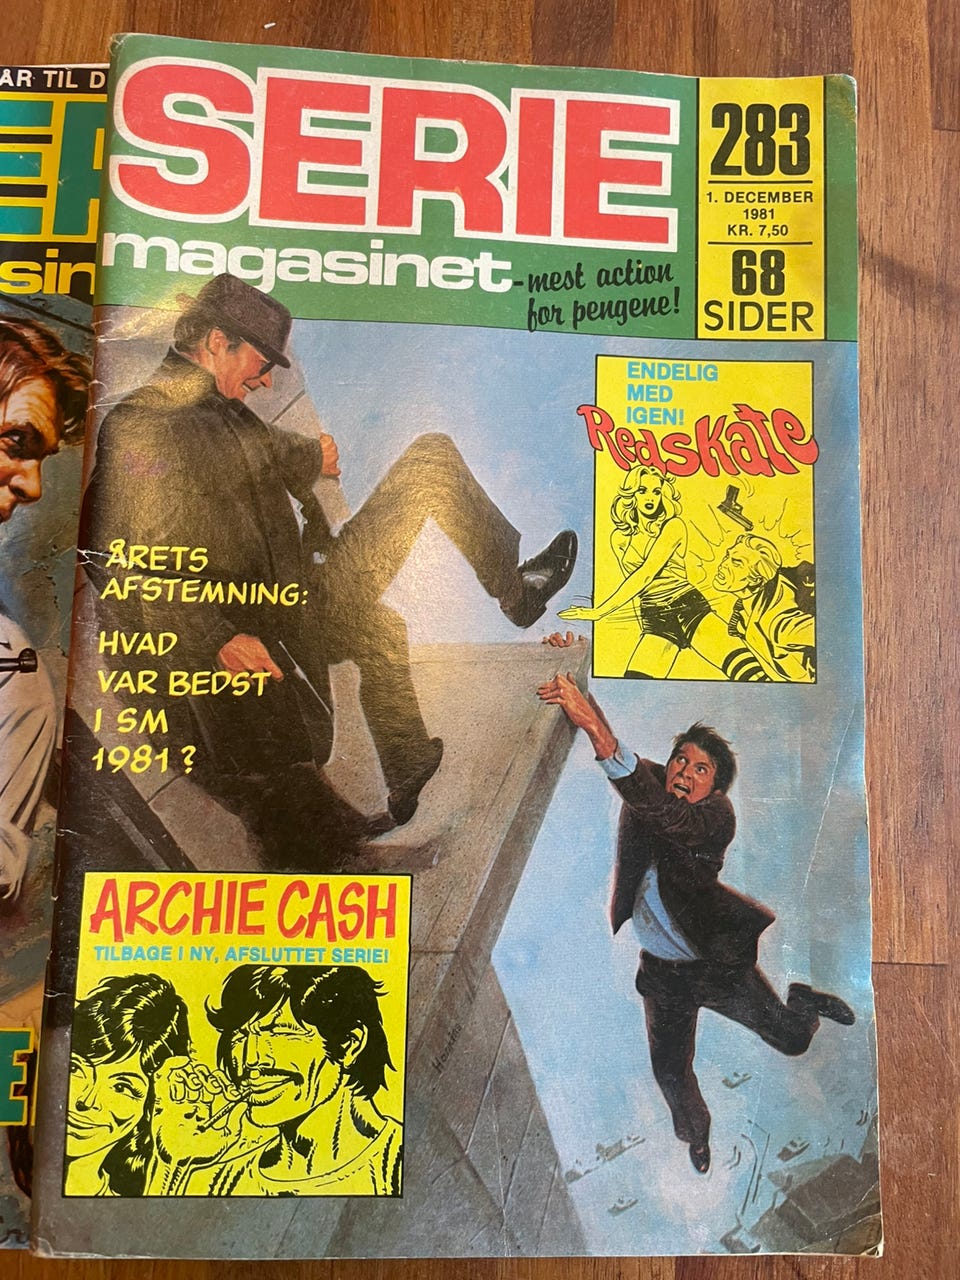 SERIE
magasinet
-mest action
for pengene!
283
1. DECEMBER
1981
KR. 7,50
68
SIDER
ENDELIG
MED
IGEN!
Redskate
ÅRETS
AFSTEMNING:
HVAD
VAR BEDST
I SM
1981?
ARCHIE CASH
TILBAGE I NY, AFSLUTTET SERIE!